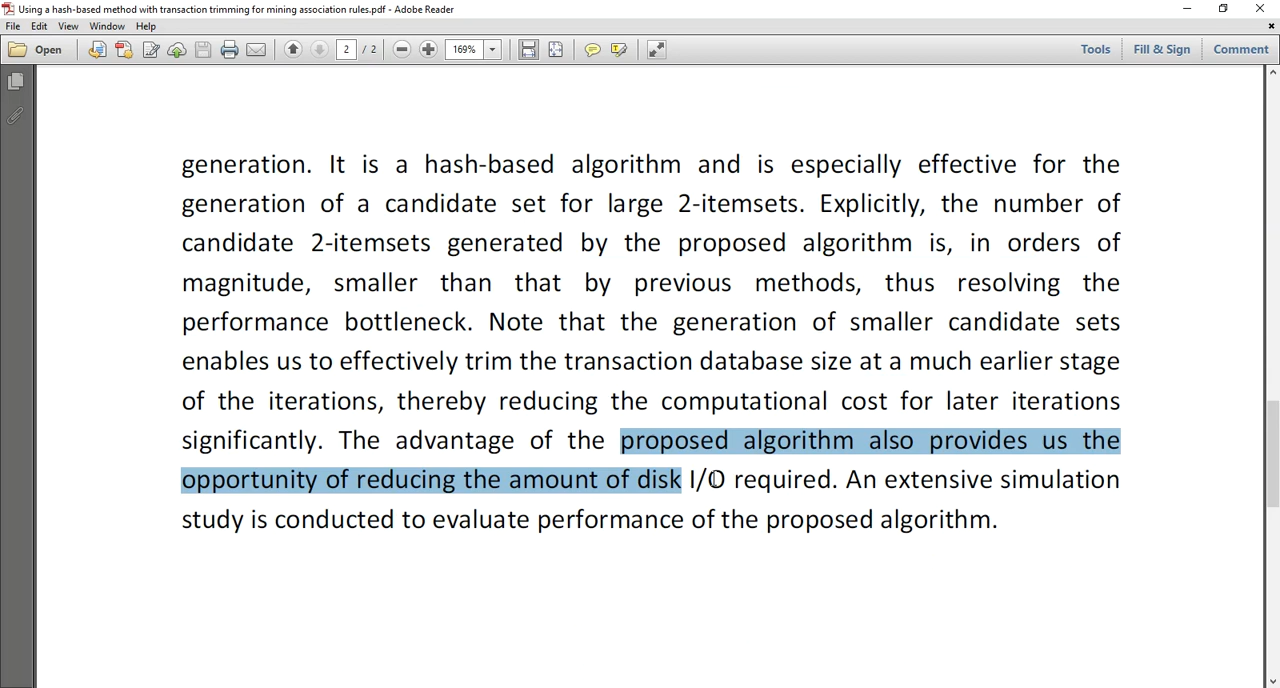 Using a hash-based method with transaction trimming for mining association rules.pdf - Adobe Reader
File Edit View Window Help
Open 2 / 2 169% Tools Fill & Sign Comment
generation. It is a hash-based algorithm and is especially effective for the
generation of a candidate set for large 2-itemsets. Explicitly, the number of
candidate 2-itemsets generated by the proposed algorithm is, in orders of
magnitude, smaller than that by previous methods, thus resolving the
performance bottleneck. Note that the generation of smaller candidate sets
enables us to effectively trim the transaction database size at a much earlier stage
of the iterations, thereby reducing the computational cost for later iterations
significantly. The advantage of the proposed algorithm also provides us the
opportunity of reducing the amount of disk I/O required. An extensive simulation
study is conducted to evaluate performance of the proposed algorithm.